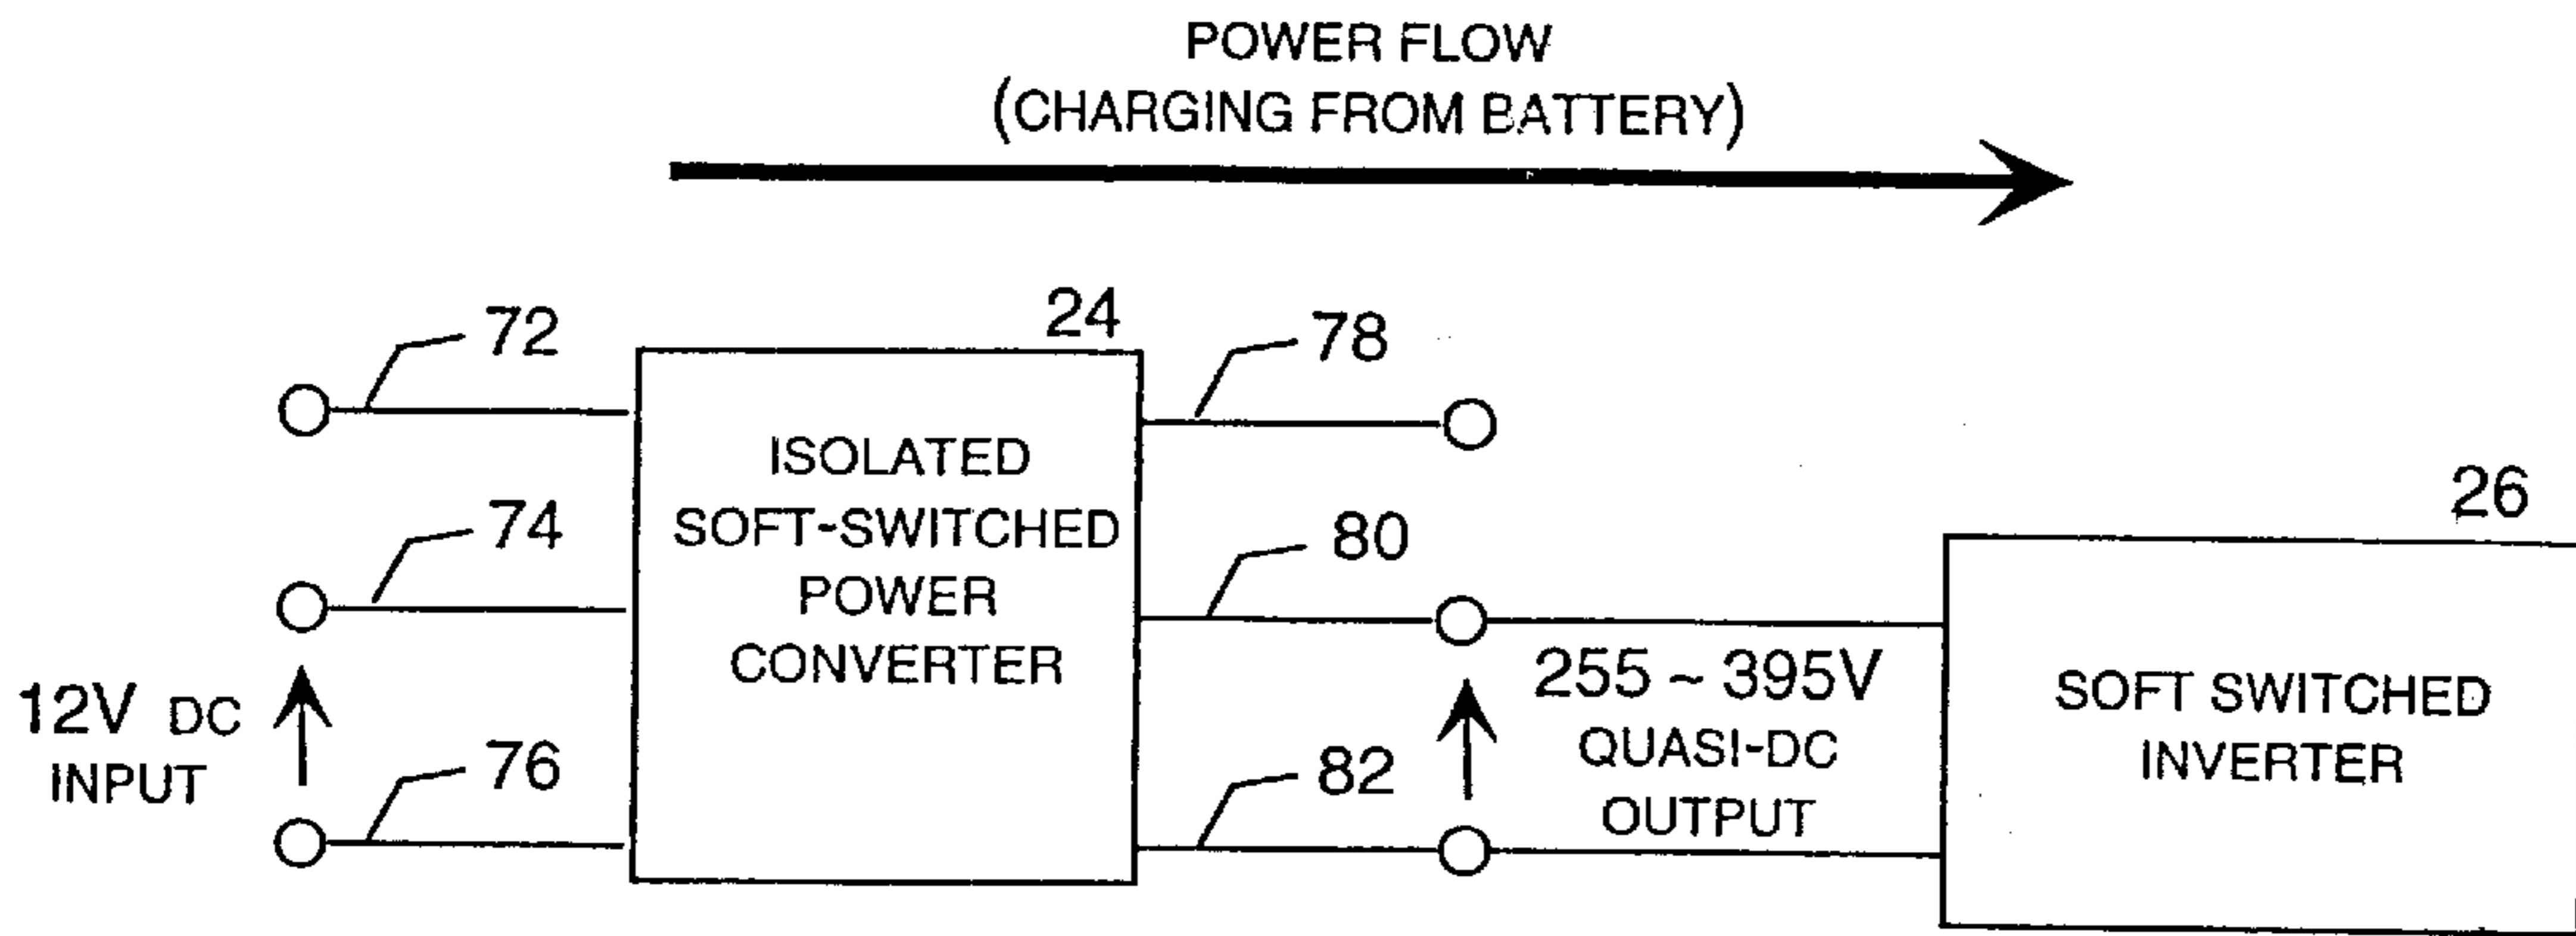 POWER FLOW
(CHARGING FROM BATTERY)
24
72
78
ISOLATED
SOFT-SWITCHED
POWER
CONVERTER
74
80
26
12V DC
INPUT
76
82
255 ~ 395V
QUASI-DC
OUTPUT
SOFT SWITCHED
INVERTER